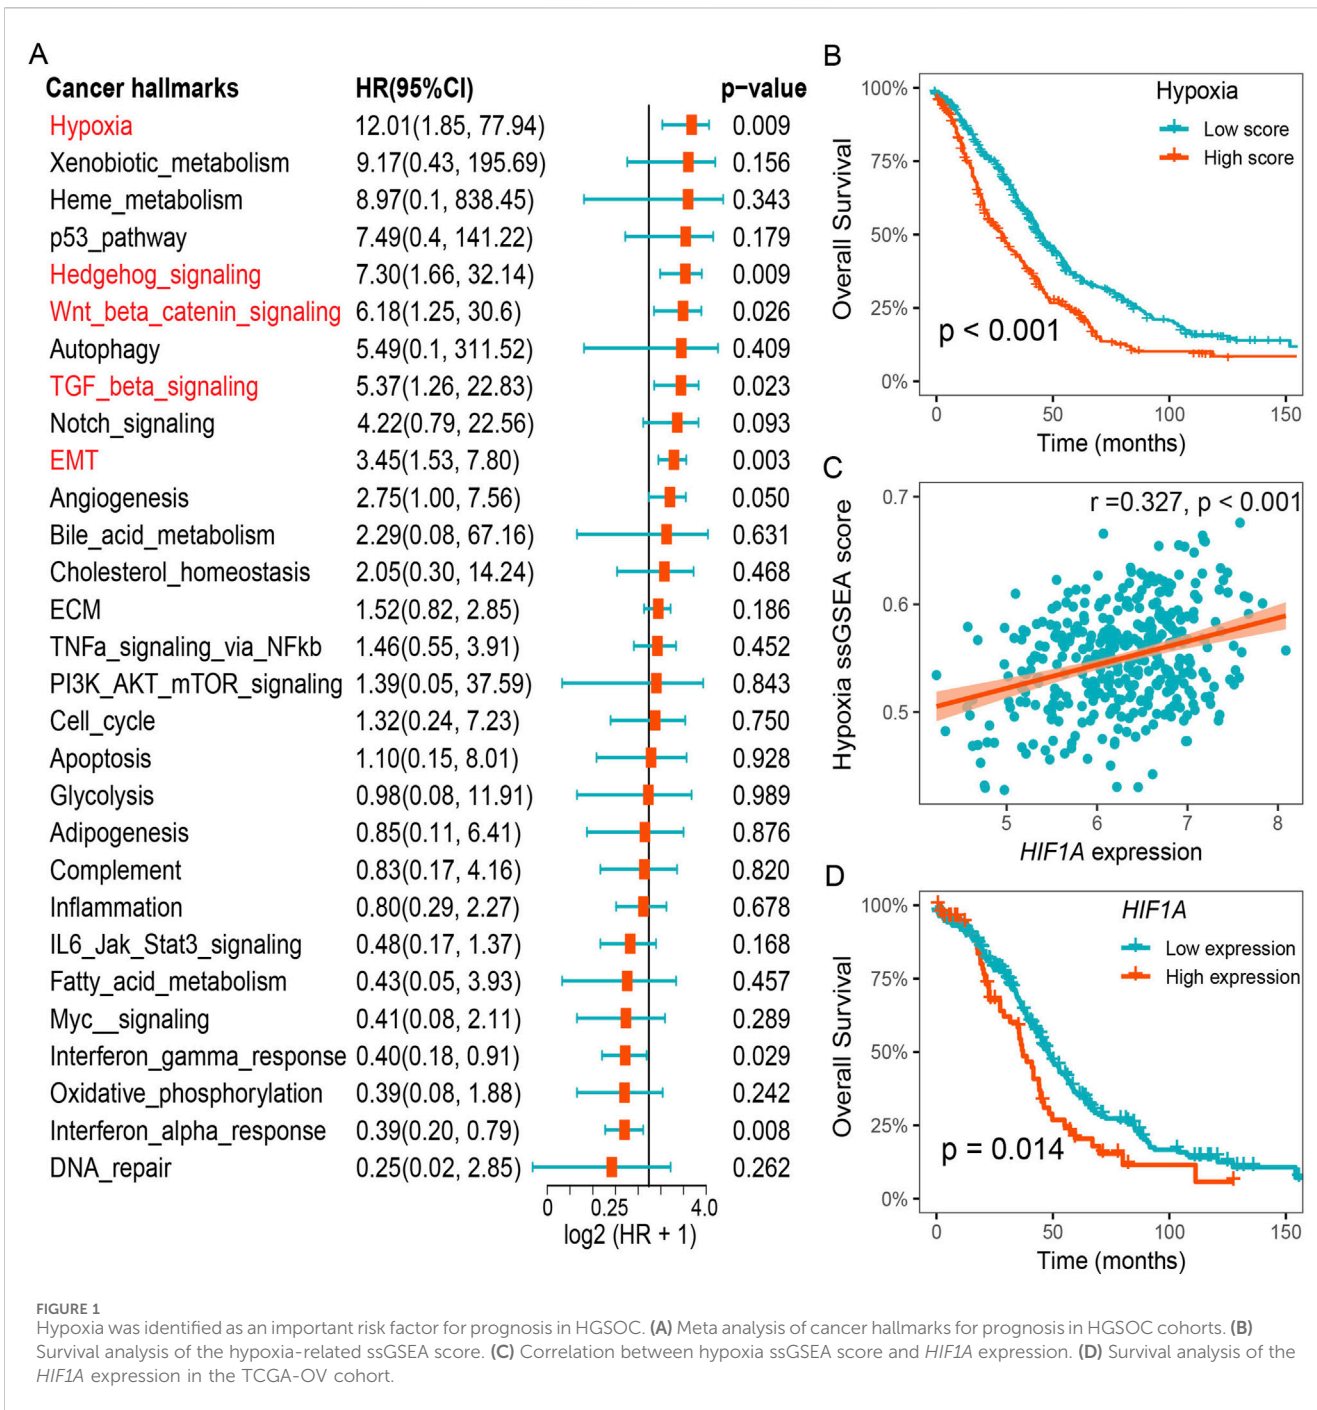 A
Cancer hallmarks HR(95%CI) p−value
Hypoxia 12.01(1.85, 77.94) 0.009
Xenobiotic_metabolism 9.17(0.43, 195.69) 0.156
Heme_metabolism 8.97(0.1, 838.45) 0.343
p53_pathway 7.49(0.4, 141.22) 0.179
Hedgehog_signaling 7.30(1.66, 32.14) 0.009
Wnt_beta_catenin_signaling 6.18(1.25, 30.6) 0.026
Autophagy 5.49(0.1, 311.52) 0.409
TGF_beta_signaling 5.37(1.26, 22.83) 0.023
Notch_signaling 4.22(0.79, 22.56) 0.093
EMT 3.45(1.53, 7.80) 0.003
Angiogenesis 2.75(1.00, 7.56) 0.050
Bile_acid_metabolism 2.29(0.08, 67.16) 0.631
Cholesterol_homeostasis 2.05(0.30, 14.24) 0.468
ECM 1.52(0.82, 2.85) 0.186
TNFa_signaling_via_NFkb 1.46(0.55, 3.91) 0.452
PI3K_AKT_mTOR_signaling 1.39(0.05, 37.59) 0.843
Cell_cycle 1.32(0.24, 7.23) 0.750
Apoptosis 1.10(0.15, 8.01) 0.928
Glycolysis 0.98(0.08, 11.91) 0.989
Adipogenesis 0.85(0.11, 6.41) 0.876
Complement 0.83(0.17, 4.16) 0.820
Inflammation 0.80(0.29, 2.27) 0.678
IL6_Jak_Stat3_signaling 0.48(0.17, 1.37) 0.168
Fatty_acid_metabolism 0.43(0.05, 3.93) 0.457
Myc__signaling 0.41(0.08, 2.11) 0.289
Interferon_gamma_response 0.40(0.18, 0.91) 0.029
Oxidative_phosphorylation 0.39(0.08, 1.88) 0.242
Interferon_alpha_response 0.39(0.20, 0.79) 0.008
DNA_repair 0.25(0.02, 2.85) 0.262
0 0.25 4.0
log2 (HR + 1)
B
Overall Survival
100%
75%
50%
25%
0%
Hypoxia
Low score
High score
p < 0.001
0 50 100 150
Time (months)
C
Hypoxia ssGSEA score
0.7
0.6
0.5
r =0.327, p < 0.001
5 6 7 8
HIF1A expression
D
Overall Survival
100%
75%
50%
25%
0%
HIF1A
Low expression
High expression
p = 0.014
0 50 100 150
Time (months)
FIGURE 1
Hypoxia was identified as an important risk factor for prognosis in HGSOC. (A) Meta analysis of cancer hallmarks for prognosis in HGSOC cohorts. (B)
Survival analysis of the hypoxia-related ssGSEA score. (C) Correlation between hypoxia ssGSEA score and HIF1A expression. (D) Survival analysis of the
HIF1A expression in the TCGA-OV cohort.